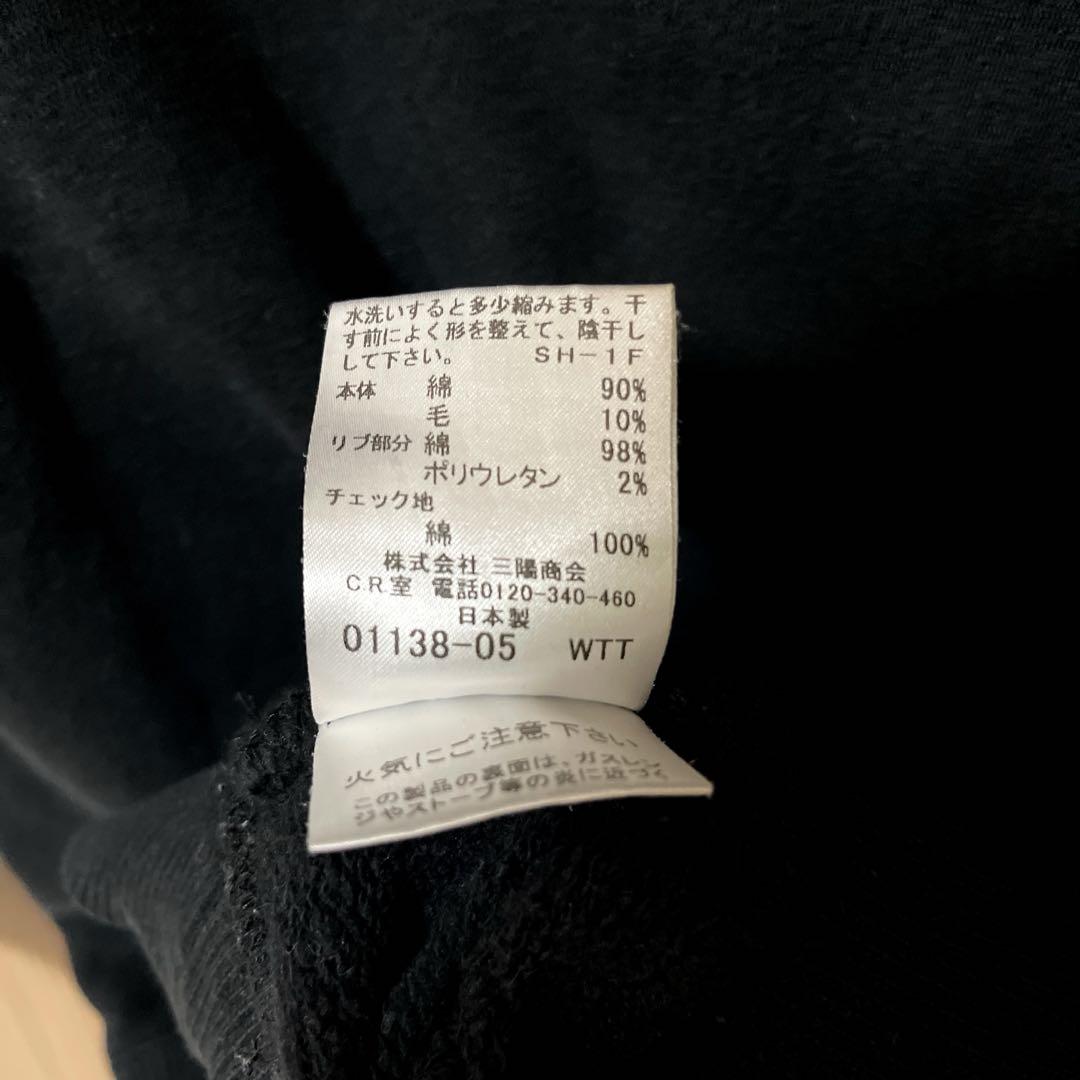 水洗いすると多少縮みます。干
す前によく形を整えて、陰干し
して下さい。 SH-1F
本体 綿 90%
毛 10%
リブ部分 綿 98%
ポリウレタン 2%
チェック地
綿 100%
株式会社 三陽商会
C.R.室 電話0120-340-460
日本製
01138-05 WTT
火気にご注意下さい
この製品の裏面は、ガスレン
ジやストーブ等の炎に近づく